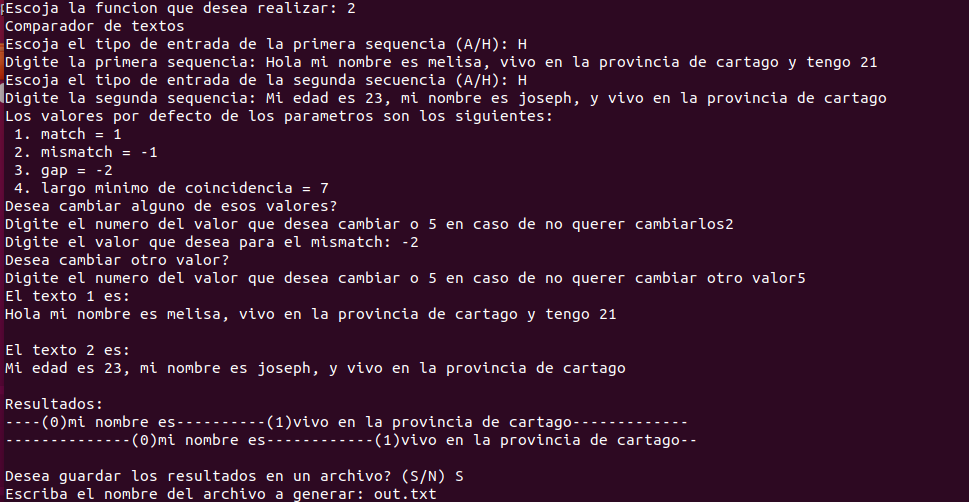 Escoja la funcion que desea realizar: 2
Comparador de textos
Escoja el tipo de entrada de la primera sequencia (A/H): H
Digite la primera sequencia: Hola mi nombre es melisa, vivo en la provincia de cartago y tengo 21
Escoja el tipo de entrada de la segunda secuencia (A/H): H
Digite la segunda sequencia: Mi edad es 23, mi nombre es joseph, y vivo en la provincia de cartago
Los valores por defecto de los parametros son los siguientes:
 1. match = 1
 2. mismatch = -1
 3. gap = -2
 4. largo minimo de coincidencia = 7
Desea cambiar alguno de esos valores?
Digite el numero del valor que desea cambiar o 5 en caso de no querer cambiarlos2
Digite el valor que desea para el mismatch: -2
Desea cambiar otro valor?
Digite el numero del valor que desea cambiar o 5 en caso de no querer cambiar otro valor5
El texto 1 es:
Hola mi nombre es melisa, vivo en la provincia de cartago y tengo 21

El texto 2 es:
Mi edad es 23, mi nombre es joseph, y vivo en la provincia de cartago

Resultados:
----(0)mi nombre es----------(1)vivo en la provincia de cartago-------------
--------------(0)mi nombre es------------(1)vivo en la provincia de cartago--

Desea guardar los resultados en un archivo? (S/N) S
Escriba el nombre del archivo a generar: out.txt